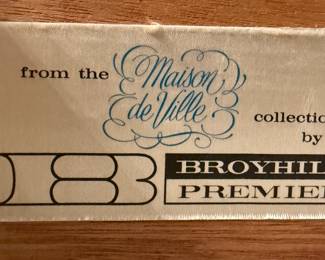 from the Maison de Ville collectio
by
B BROYHIL
PREMIE